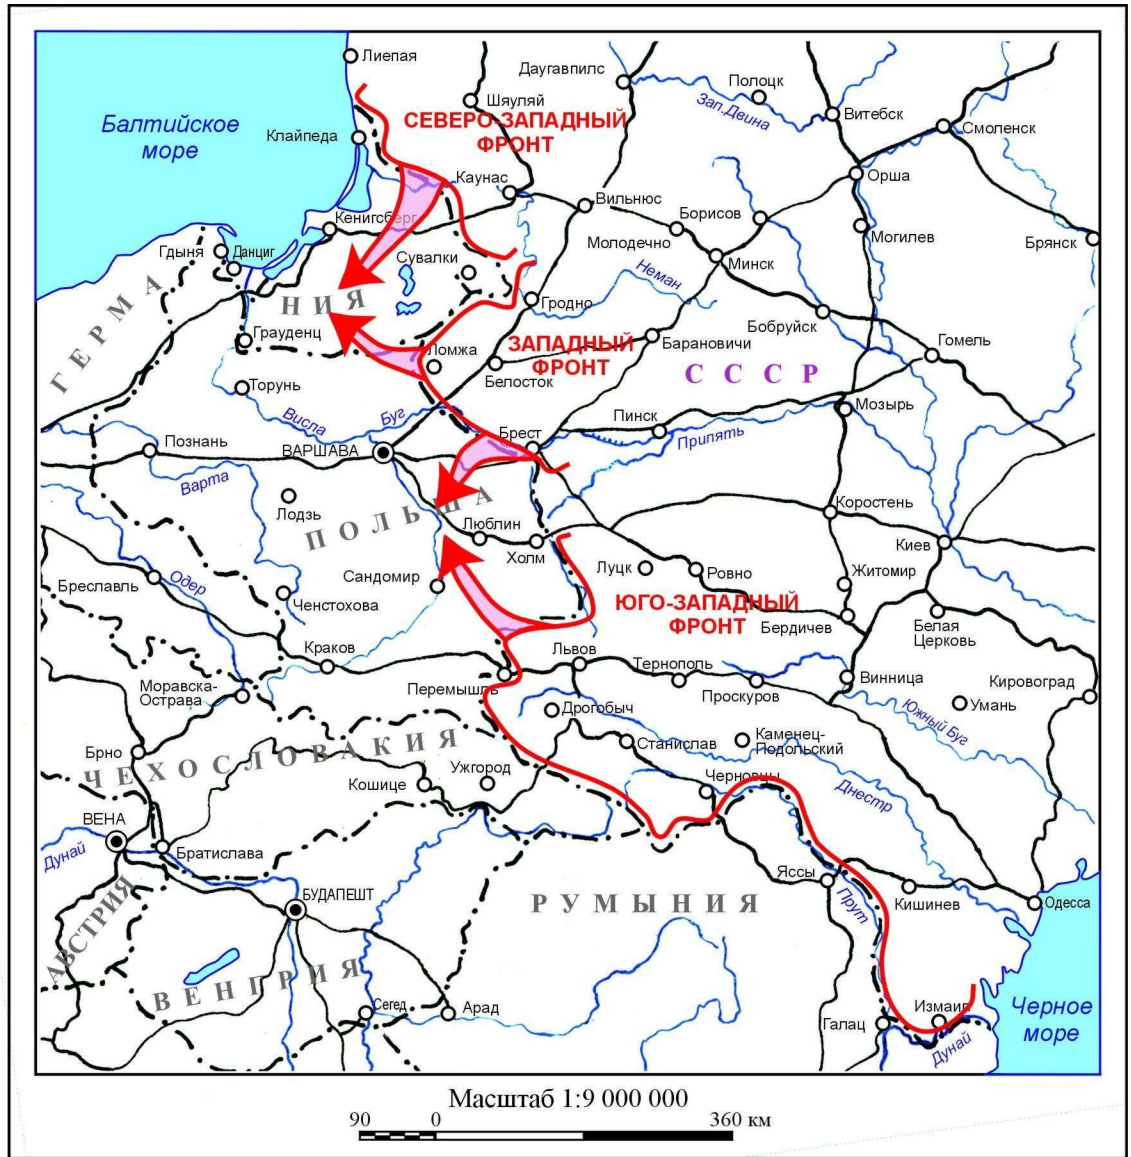 Лиепая
Даугавпилс
Полоцк
Шяуляй
Зап.Двина
Витебск
Смоленск
Балтийское
море
Клайпеда
СЕВЕРО-ЗАПАДНЫЙ
ФРОНТ
Каунас
Орша
Вильнюс
Борисов
Кенигсберг
Молодечно
Могилев
Брянск
Гдыня
Данциг
Сувалки
Минск
Неман
ГЕРМА
НИЯ
Гродно
Грауденц
Бобруйск
ЗАПАДНЫЙ
ФРОНТ
Ломжа
Барановичи
Гомель
Белосток
СССР
Торунь
Висла
Буг
Пинск
Мозырь
Познань
ВАРШАВА
Брест
Припять
Варта
Лодзь
ПОЛЬША
Коростень
Люблин
Холм
Киев
Бреславль
Одер
Сандомир
Луцк
Ровно
Житомир
Ченстохова
ЮГО-ЗАПАДНЫЙ
ФРОНТ
Бердичев
Белая
Церковь
Краков
Львов
Тернополь
Перемышль
Проскуров
Винница
Кировоград
Моравска-
Острава
Дрогобыч
Умань
Южный Буг
Станислав
Каменец-
Подольский
Брно
ЧЕХОСЛОВАКИЯ
Кошице
Ужгород
Черновцы
Днестр
ВЕНА
Дунай
Братислава
БУДАПЕШТ
АВСТРИЯ
РУМЫНИЯ
Яссы
Прут
Кишинев
Одесса
ВЕНГРИЯ
Сегед
Арад
Галац
Измаил
Дунай
Черное
море
Масштаб 1:9 000 000
90 0 360 км